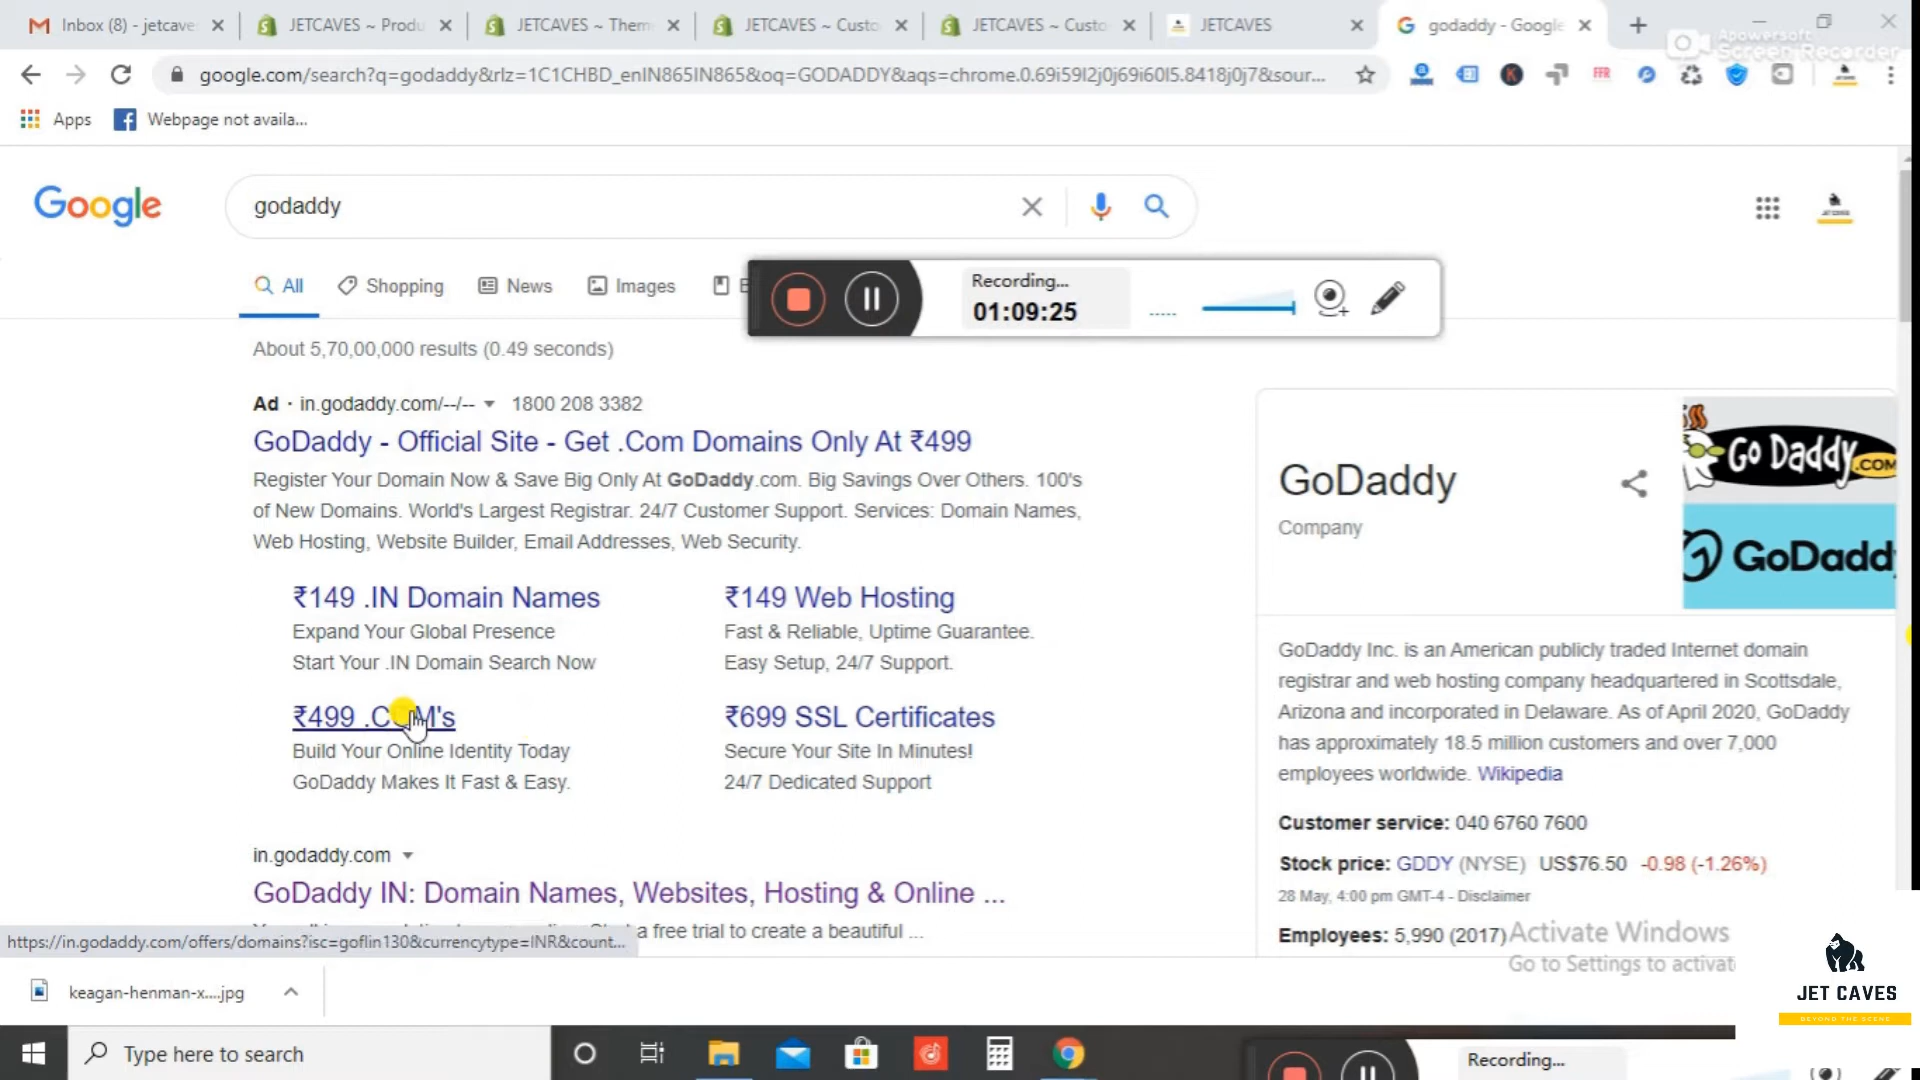 Inbox (8) - jetcave
JETCAVES ~ Produ
JETCAVES ~ Them
JETCAVES ~ Custo
JETCAVES ~ Custo
JETCAVES
godaddy - Google
Apowersoft
Screen Recorder
google.com/search?q=godaddy&rlz=1C1CHBD_enIN865IN865&oq=GODADDY&aqs=chrome.0.69i59l2j0j69i60l5.8418j0j7&sour...
FFR
Apps
Webpage not availa...
Google
godaddy
All
Shopping
News
Images
B
Recording...
01:09:25
About 5,70,00,000 results (0.49 seconds)
Ad · in.godaddy.com/--/-- 1800 208 3382
GoDaddy - Official Site - Get .Com Domains Only At ₹499
Register Your Domain Now & Save Big Only At GoDaddy.com. Big Savings Over Others. 100's
of New Domains. World's Largest Registrar. 24/7 Customer Support. Services: Domain Names,
Web Hosting, Website Builder, Email Addresses, Web Security.
₹149 .IN Domain Names
Expand Your Global Presence
Start Your .IN Domain Search Now
₹149 Web Hosting
Fast & Reliable, Uptime Guarantee.
Easy Setup, 24/7 Support.
₹499 .COM's
Build Your Online Identity Today
GoDaddy Makes It Fast & Easy.
₹699 SSL Certificates
Secure Your Site In Minutes!
24/7 Dedicated Support
in.godaddy.com
GoDaddy IN: Domain Names, Websites, Hosting & Online ...
a free trial to create a beautiful ...
https://in.godaddy.com/offers/domains?isc=goflin130&currencytype=INR&count...
GoDaddy
Company
Go Daddy.COM
GoDadd
GoDaddy Inc. is an American publicly traded Internet domain
registrar and web hosting company headquartered in Scottsdale,
Arizona and incorporated in Delaware. As of April 2020, GoDaddy
has approximately 18.5 million customers and over 7,000
employees worldwide. Wikipedia
Customer service: 040 6760 7600
Stock price: GDDY (NYSE) US$76.50 -0.98 (-1.26%)
28 May, 4:00 pm GMT-4 - Disclaimer
Employees: 5,990 (2017)
Activate Windows
Go to Settings to activat
JET CAVES
BEYOND THE SCENE
keagan-henman-x....jpg
Type here to search
Recording...